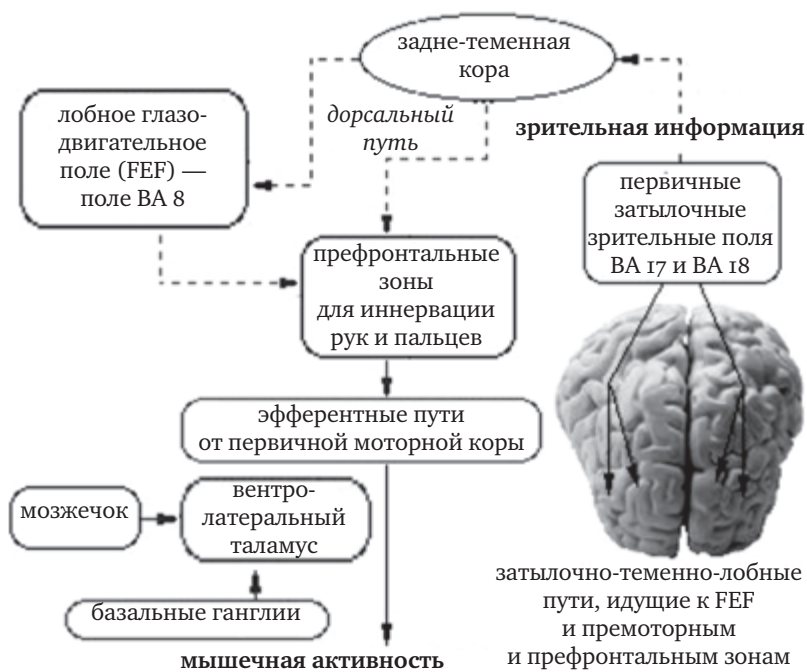 задне-теменная
кора
лобное глазо-
двигательное
поле (FEF) —
поле BA 8
дорсальный
путь
зрительная информация
первичные
затылочные
зрительные поля
BA 17 и BA 18
префронтальные
зоны
для иннервации
рук и пальцев
эфферентные пути
от первичной моторной коры
мозжечок
вентро-
латеральный
таламус
базальные ганглии
мышечная активность
затылочно-теменно-лобные
пути, идущие к FEF
и премоторным
и префронтальным зонам